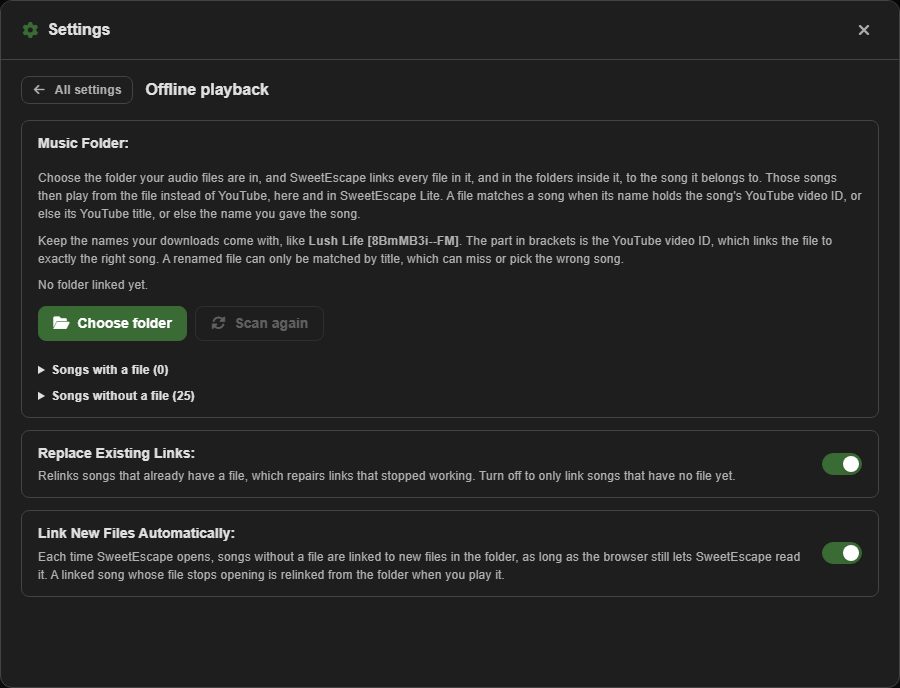 Settings
All settings
Offline playback
Music Folder:
Choose the folder your audio files are in, and SweetEscape links every file in it, and in the folders inside it, to the song it belongs to. Those songs
then play from the file instead of YouTube, here and in SweetEscape Lite. A file matches a song when its name holds the song's YouTube video ID, or
else its YouTube title, or else the name you gave the song.
Keep the names your downloads come with, like Lush Life [8BmMB3i--FM]. The part in brackets is the YouTube video ID, which links the file to
exactly the right song. A renamed file can only be matched by title, which can miss or pick the wrong song.
No folder linked yet.
Choose folder
Scan again
Songs with a file (0)
Songs without a file (25)
Replace Existing Links:
Relinks songs that already have a file, which repairs links that stopped working. Turn off to only link songs that have no file yet.
Link New Files Automatically:
Each time SweetEscape opens, songs without a file are linked to new files in the folder, as long as the browser still lets SweetEscape read
it. A linked song whose file stops opening is relinked from the folder when you play it.